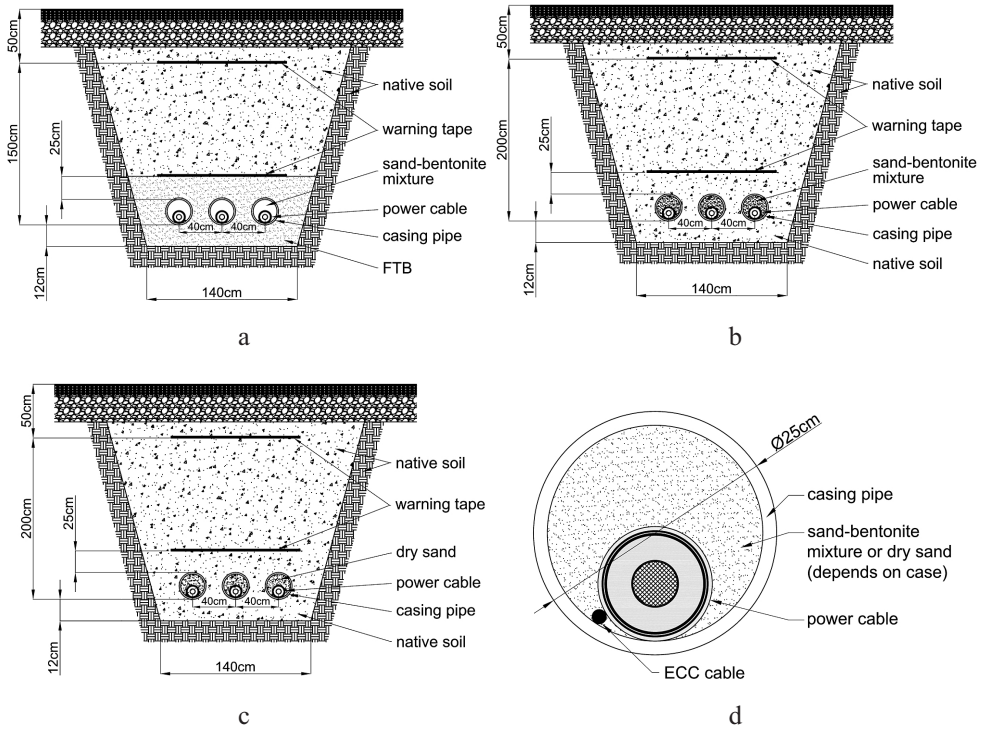 50cm
150cm
25cm
12cm
40cm 40cm
140cm
native soil
warning tape
sand-bentonite
mixture
power cable
casing pipe
FTB
a
50cm
200cm
25cm
12cm
40cm 40cm
140cm
native soil
warning tape
sand-bentonite
mixture
power cable
casing pipe
native soil
b
50cm
200cm
25cm
12cm
40cm 40cm
140cm
native soil
warning tape
dry sand
power cable
casing pipe
native soil
c
Ø25cm
casing pipe
sand-bentonite
mixture or dry sand
(depends on case)
power cable
ECC cable
d